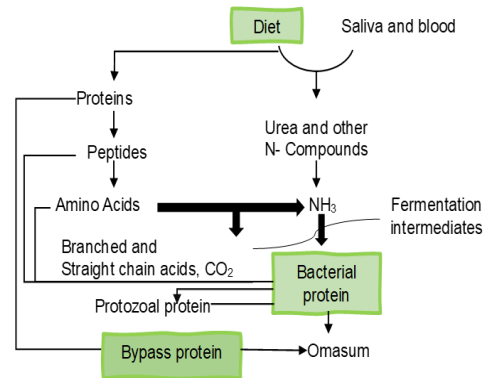 Diet
Saliva and blood
Proteins
Urea and other
N- Compounds
Peptides
Amino Acids
NH₃
Fermentation
intermediates
Branched and
Straight chain acids, CO₂
Bacterial
protein
Protozoal protein
Bypass protein
Omasum